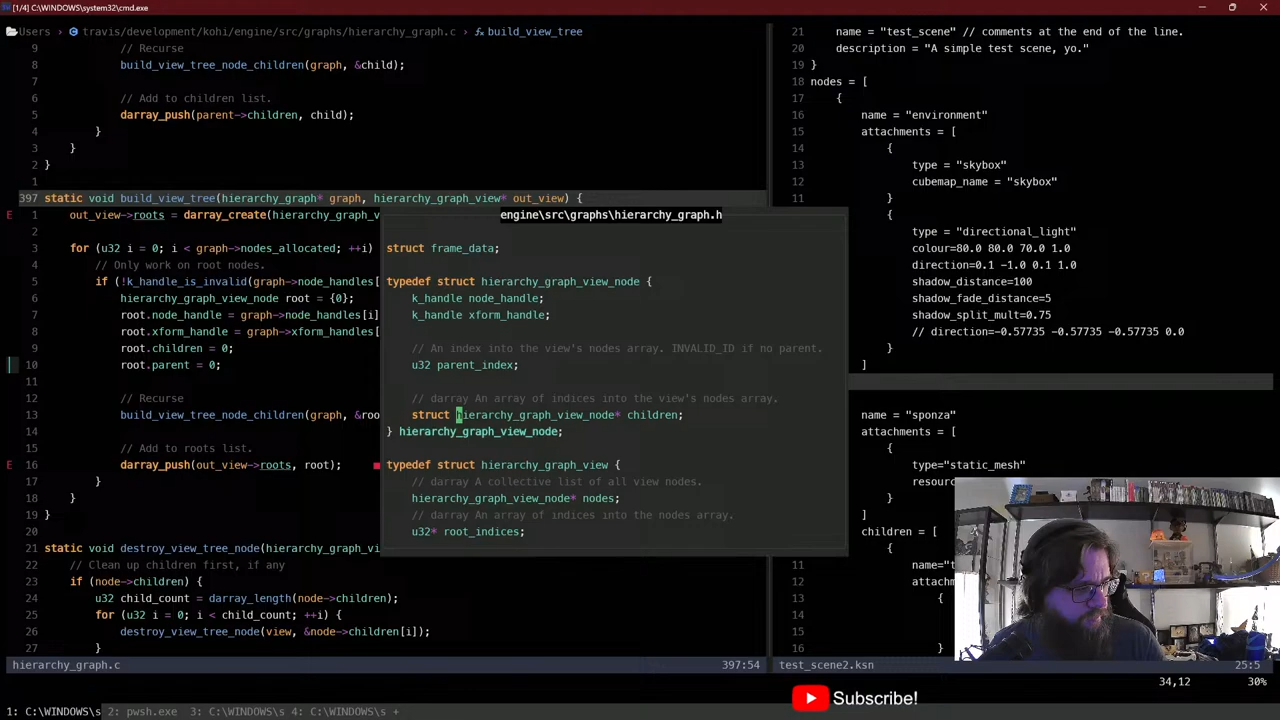 [1/4] C:\WINDOWS\system32\cmd.exe
Users > travis/development/kohi/engine/src/graphs/hierarchy_graph.c > build_view_tree
9 // Recurse
8 build_view_tree_node_children(graph, &child);
7
6 // Add to children list.
5 darray_push(parent->children, child);
4 }
3 }
2 }
1
397 static void build_view_tree(hierarchy_graph* graph, hierarchy_graph_view* out_view) {
E 1 out_view->roots = darray_create(hierarchy_graph_v
2
3 for (u32 i = 0; i < graph->nodes_allocated; ++i)
4 // Only work on root nodes.
5 if (!k_handle_is_invalid(graph->node_handles[
6 hierarchy_graph_view_node root = {0};
7 root.node_handle = graph->node_handles[i]
8 root.xform_handle = graph->xform_handles[
9 root.children = 0;
10 root.parent = 0;
11
12 // Recurse
13 build_view_tree_node_children(graph, &roo
14
15 // Add to roots list.
E 16 darray_push(out_view->roots, root);
17 }
18 }
19 }
20
21 static void destroy_view_tree_node(hierarchy_graph_vi
22 // Clean up children first, if any
23 if (node->children) {
24 u32 child_count = darray_length(node->children);
25 for (u32 i = 0; i < child_count; ++i) {
26 destroy_view_tree_node(view, &node->children[i]);
27 }
hierarchy_graph.c 397:54
engine\src\graphs\hierarchy_graph.h
struct frame_data;
typedef struct hierarchy_graph_view_node {
k_handle node_handle;
k_handle xform_handle;
// An index into the view's nodes array. INVALID_ID if no parent.
u32 parent_index;
// darray An array of indices into the view's nodes array.
struct hierarchy_graph_view_node* children;
} hierarchy_graph_view_node;
typedef struct hierarchy_graph_view {
// darray A collective list of all view nodes.
hierarchy_graph_view_node* nodes;
// darray An array of indices into the nodes array.
u32* root_indices;
21 name = "test_scene" // comments at the end of the line.
20 description = "A simple test scene, yo."
19 }
18 nodes = [
17 {
16 name = "environment"
15 attachments = [
14 {
13 type = "skybox"
12 cubemap_name = "skybox"
11 }
{
type = "directional_light"
colour=80.0 80.0 70.0 1.0
direction=0.1 -1.0 0.1 1.0
shadow_distance=100
shadow_fade_distance=5
shadow_split_mult=0.75
// direction=-0.57735 -0.57735 -0.57735 0.0
}
]
name = "sponza"
attachments = [
{
type="static_mesh"
resour
}
]
children = [
11 {
12 name="t
13 attachm
14 {
15
16
test_scene2.ksn 25:5
34,12 30%
Subscribe!
1: C:\WINDOWS\s 2: pwsh.exe 3: C:\WINDOWS\s 4: C:\WINDOWS\s +